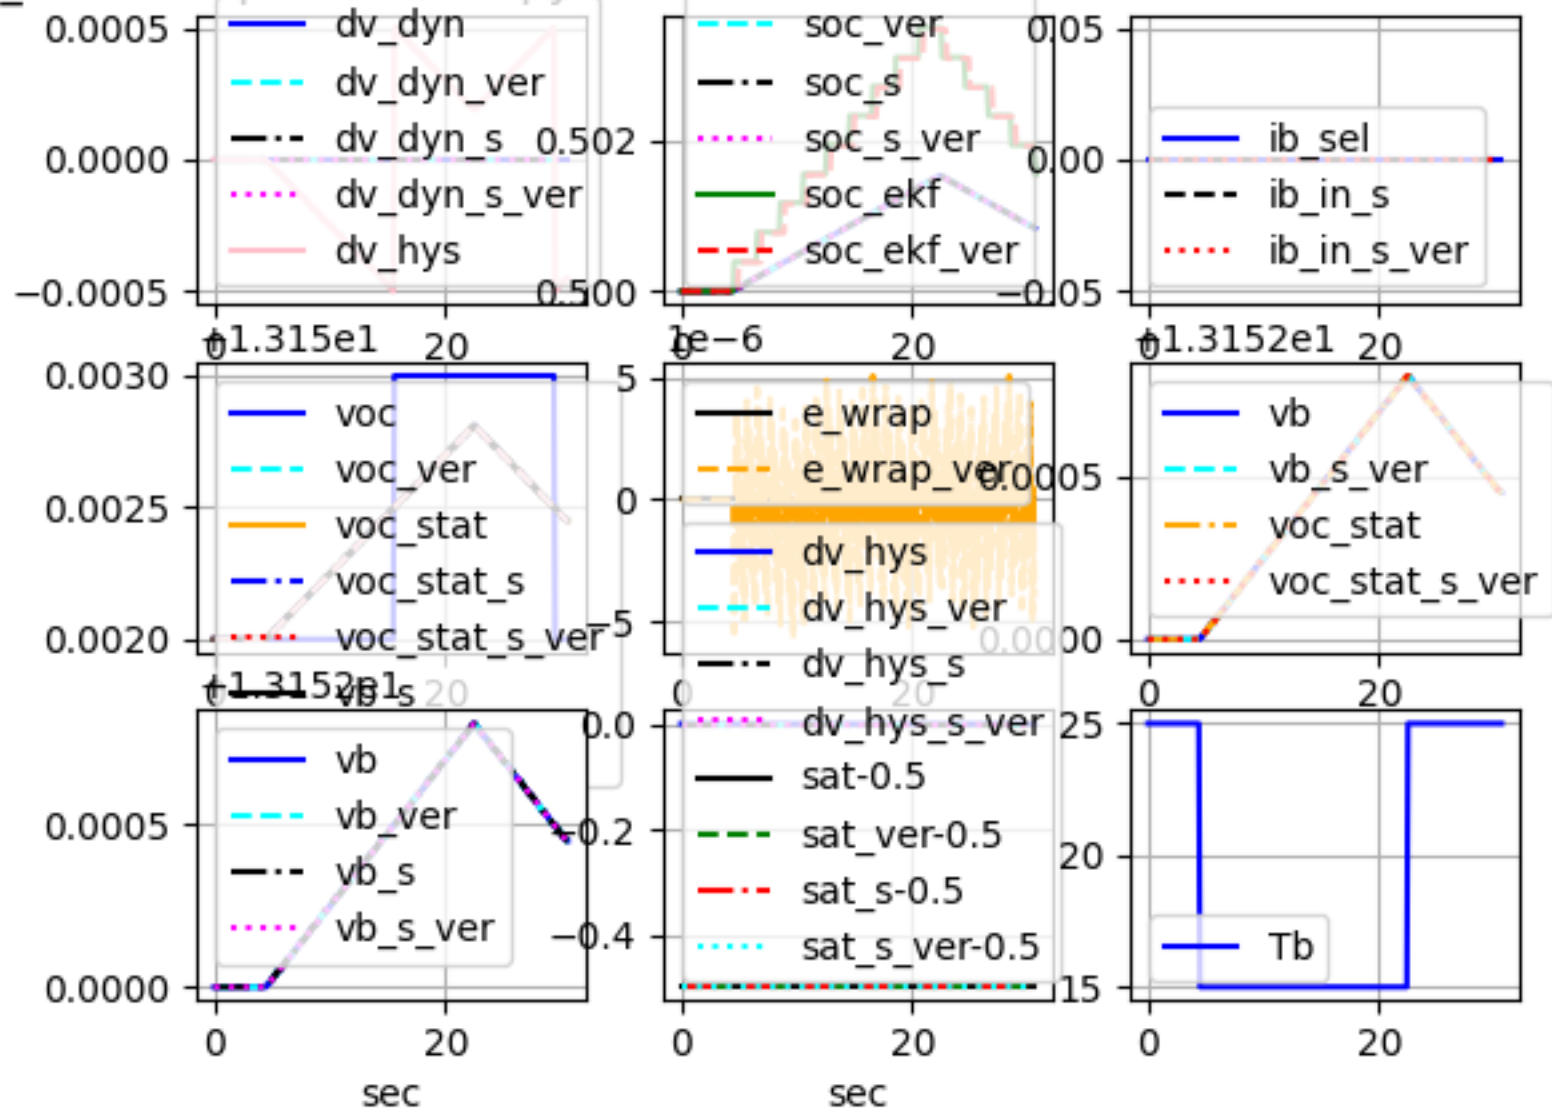 0.0005
0.0000
−0.0005
dv_dyn
dv_dyn_ver
dv_dyn_s
dv_dyn_s_ver
dv_hys
0 20
0.502
0.500
soc_ver
soc_s
soc_s_ver
soc_ekf
soc_ekf_ver
0 20
0.05
0.00
−0.05
ib_sel
ib_in_s
ib_in_s_ver
0 20
+1.315e1
0.0030
0.0025
0.0020
voc
voc_ver
voc_stat
voc_stat_s
voc_stat_s_ver
vb_s
0 20
1e−6
5
0
−5
e_wrap
e_wrap_ver
0 20
+1.3152e1
0.0005
0.0000
vb
vb_s_ver
voc_stat
voc_stat_s_ver
0 20
+1.3152e1
0.0005
0.0000
vb
vb_ver
vb_s
vb_s_ver
0 20
sec
0.0
−0.2
−0.4
dv_hys
dv_hys_ver
dv_hys_s
dv_hys_s_ver
sat-0.5
sat_ver-0.5
sat_s-0.5
sat_s_ver-0.5
0 20
sec
25
20
15
Tb
0 20